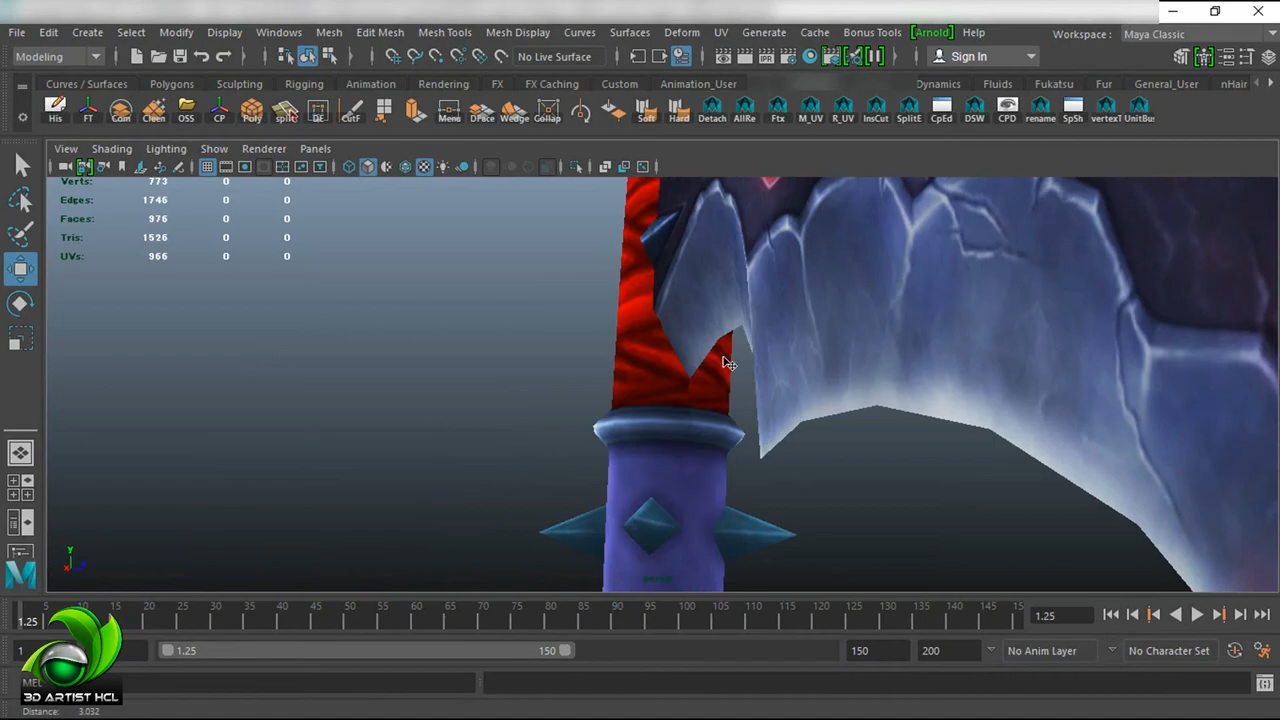 File Edit Create Select Modify Display Windows Mesh Edit Mesh Mesh Tools Mesh Display Curves Surfaces Deform UV Generate Cache Bonus Tools [Arnold] Help Workspace : Maya Classic
Modeling No Live Surface Sign In
Curves / Surfaces Polygons Sculpting Rigging Animation Rendering FX FX Caching Custom Animation_User Dynamics Fluids Fukatsu Fur General_User nHair
His FT Com Cleen OSS CP Poly DE CutF Menu DFace Wedge Collap Soft Hard Detach AllRe Ftx M_UV R_UV InsCut SplitE CpEd DSW CPD rename SpSh vertexT UnitBus
View Shading Lighting Show Renderer Panels
Verts: 773 0 0
Edges: 1746 0 0
Faces: 976 0 0
Tris: 1526 0 0
UVs: 966 0 0
y
x
persp
5 10 15 20 25 30 35 40 45 50 55 60 65 70 75 80 85 90 95 100 105 110 115 120 125 130 135 140 145 15
1.25 1.25
1 1.25 150 150 200 No Anim Layer No Character Set
3D ARTIST HCL
Distance: 3.032